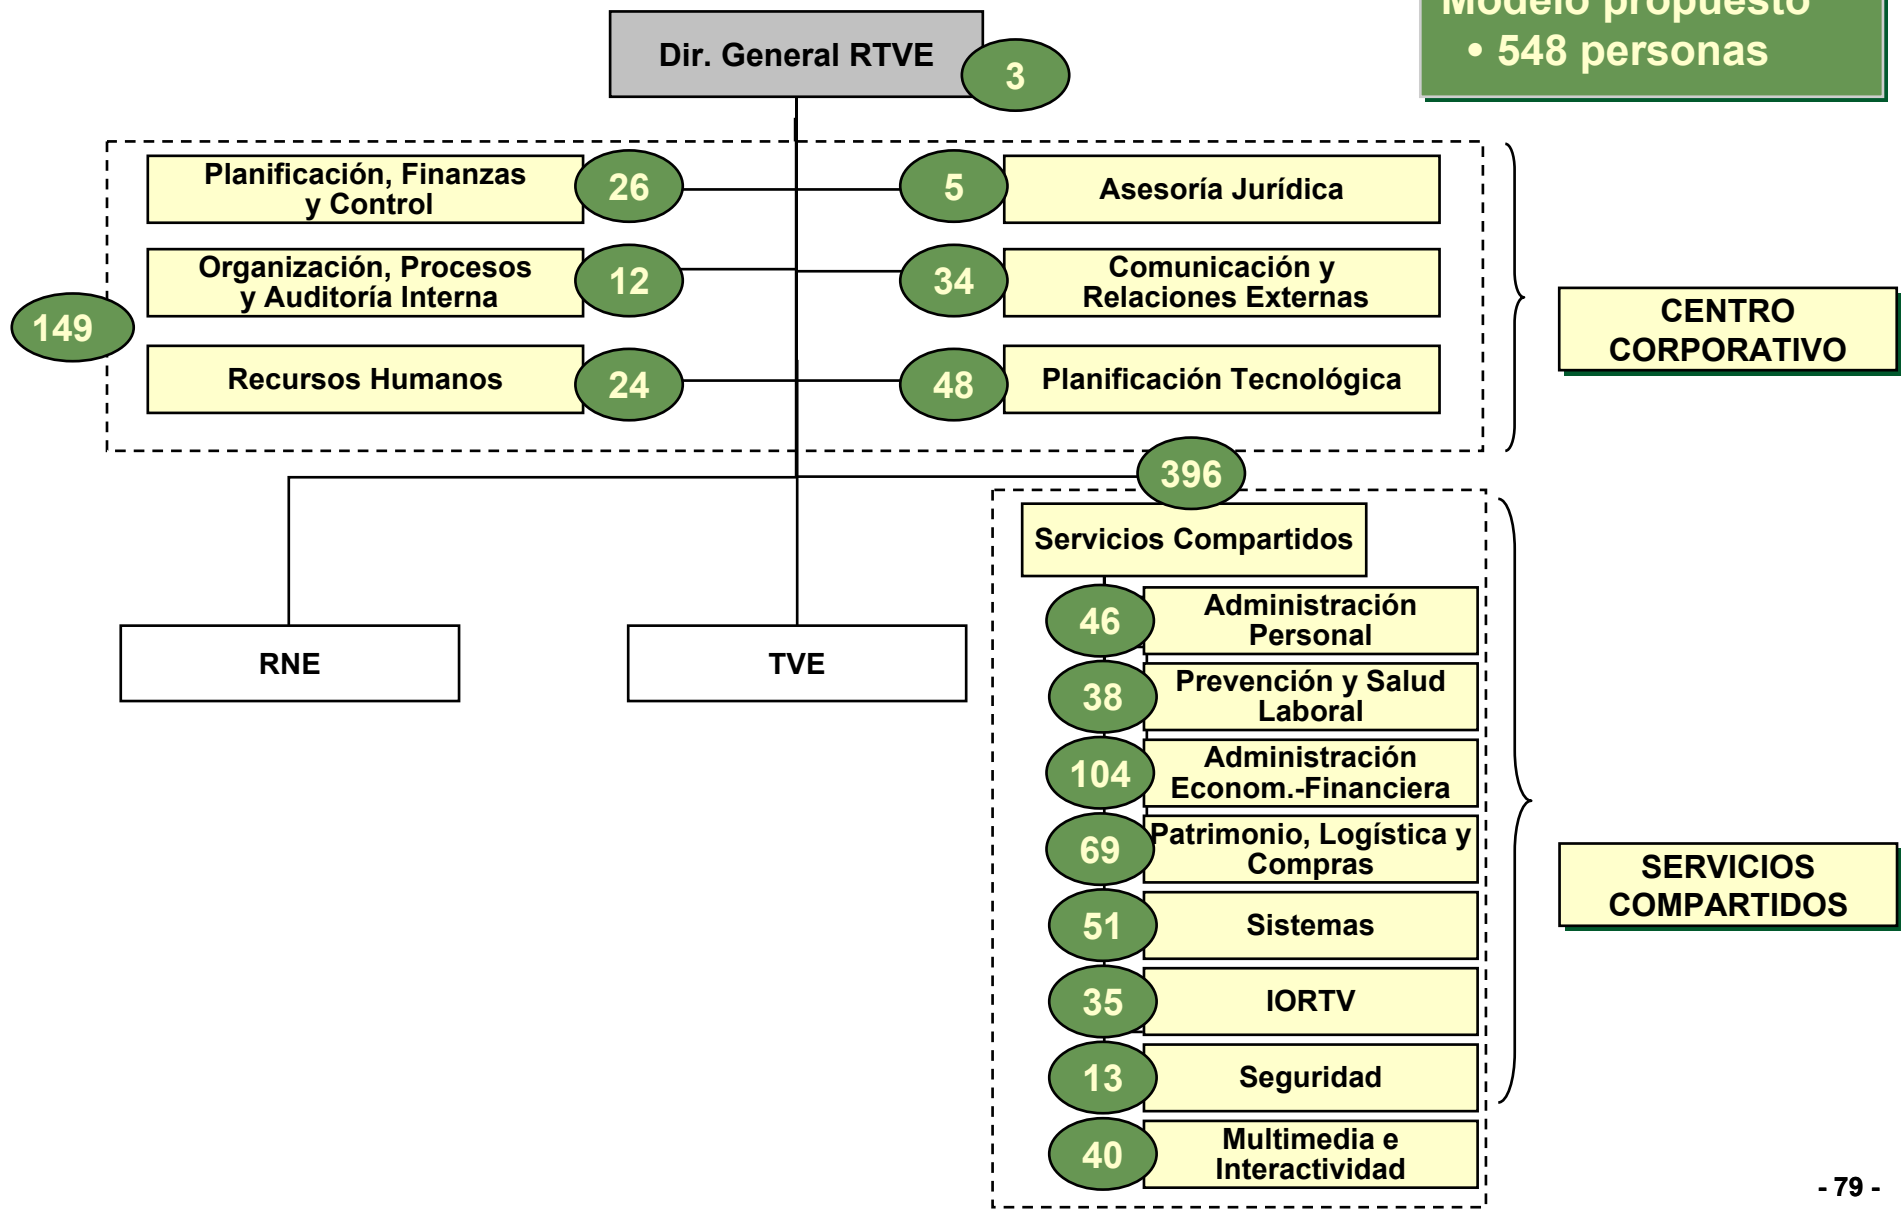 Modelo propuesto
• 548 personas
Dir. General RTVE
3
Planificación, Finanzas
y Control
26
5
Asesoría Jurídica
Organización, Procesos
y Auditoría Interna
12
34
Comunicación y
Relaciones Externas
149
Recursos Humanos
24
48
Planificación Tecnológica
CENTRO
CORPORATIVO
396
Servicios Compartidos
46
Administración
Personal
RNE
TVE
38
Prevención y Salud
Laboral
104
Administración
Econom.-Financiera
69
Patrimonio, Logística y
Compras
SERVICIOS
COMPARTIDOS
51
Sistemas
35
IORTV
13
Seguridad
40
Multimedia e
Interactividad
- 79 -